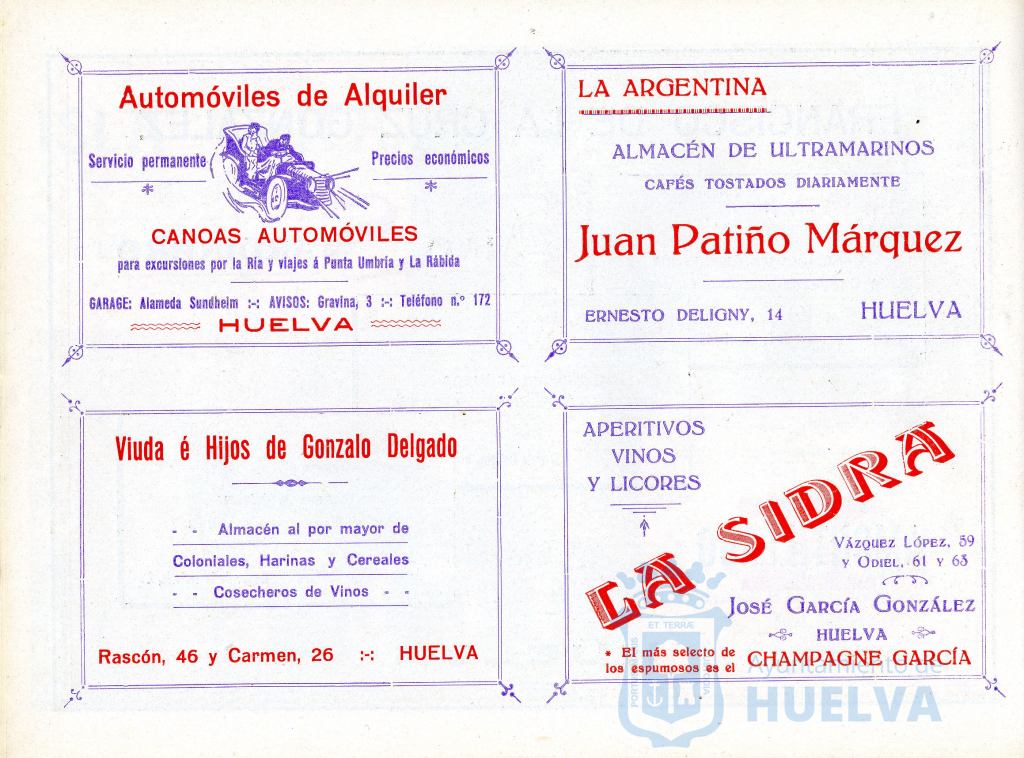 Automóviles de Alquiler
Servicio permanente
Precios económicos
CANOAS AUTOMÓVILES
para excursiones por la Ría y viajes á Punta Umbría y La Rábida
GARAGE: Alameda Sundheim :-: AVISOS: Gravina, 3 :-: Teléfono n.º 172
HUELVA
LA ARGENTINA
ALMACÉN DE ULTRAMARINOS
CAFÉS TOSTADOS DIARIAMENTE
Juan Patiño Márquez
ERNESTO DELIGNY, 14 HUELVA
Viuda é Hijos de Gonzalo Delgado
- - Almacén al por mayor de
Coloniales, Harinas y Cereales
- - Cosecheros de Vinos - -
Rascón, 46 y Carmen, 26 :-: HUELVA
APERITIVOS
VINOS
Y LICORES
LA SIDRA
VÁZQUEZ LÓPEZ, 59
Y ODIEL, 61 Y 63
JOSÉ GARCÍA GONZÁLEZ
HUELVA
* El más selecto de
los espumosos es el
CHAMPAGNE GARCÍA
Ayuntamiento de
HUELVA